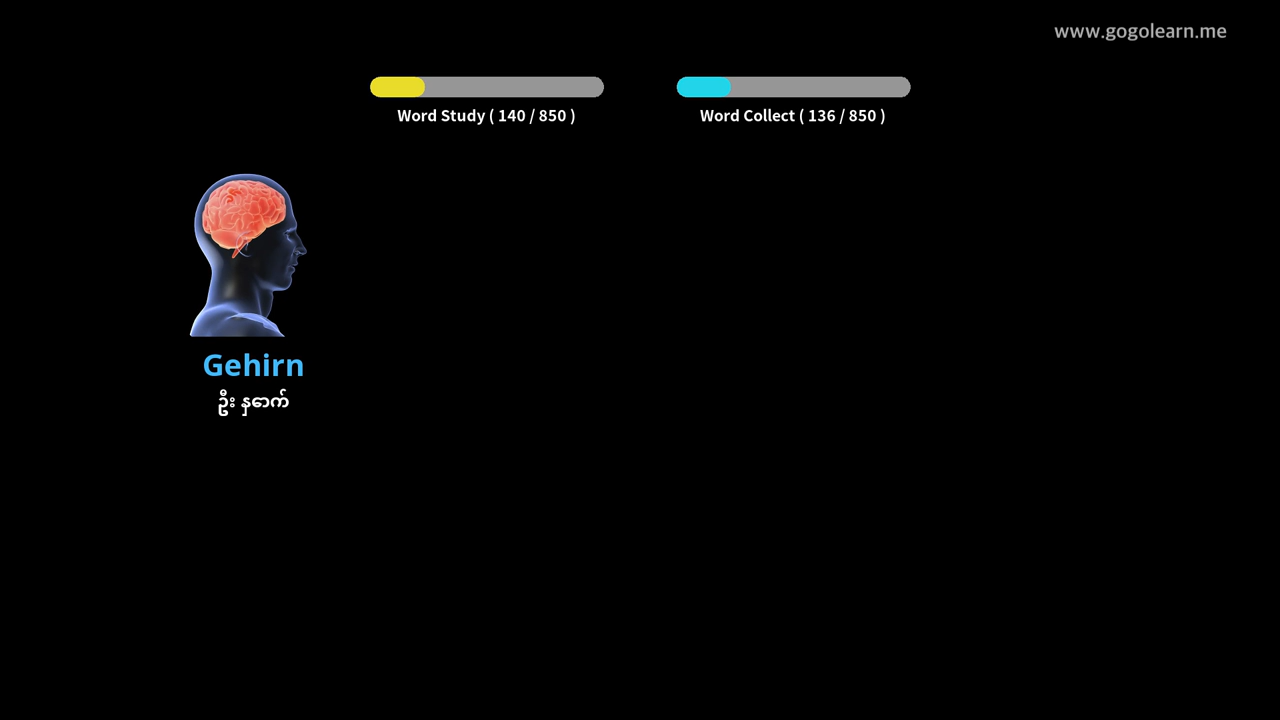 www.gogolearn.me
Word Study ( 140 / 850 )
Word Collect ( 136 / 850 )
Gehirn
ဦး နှောက်